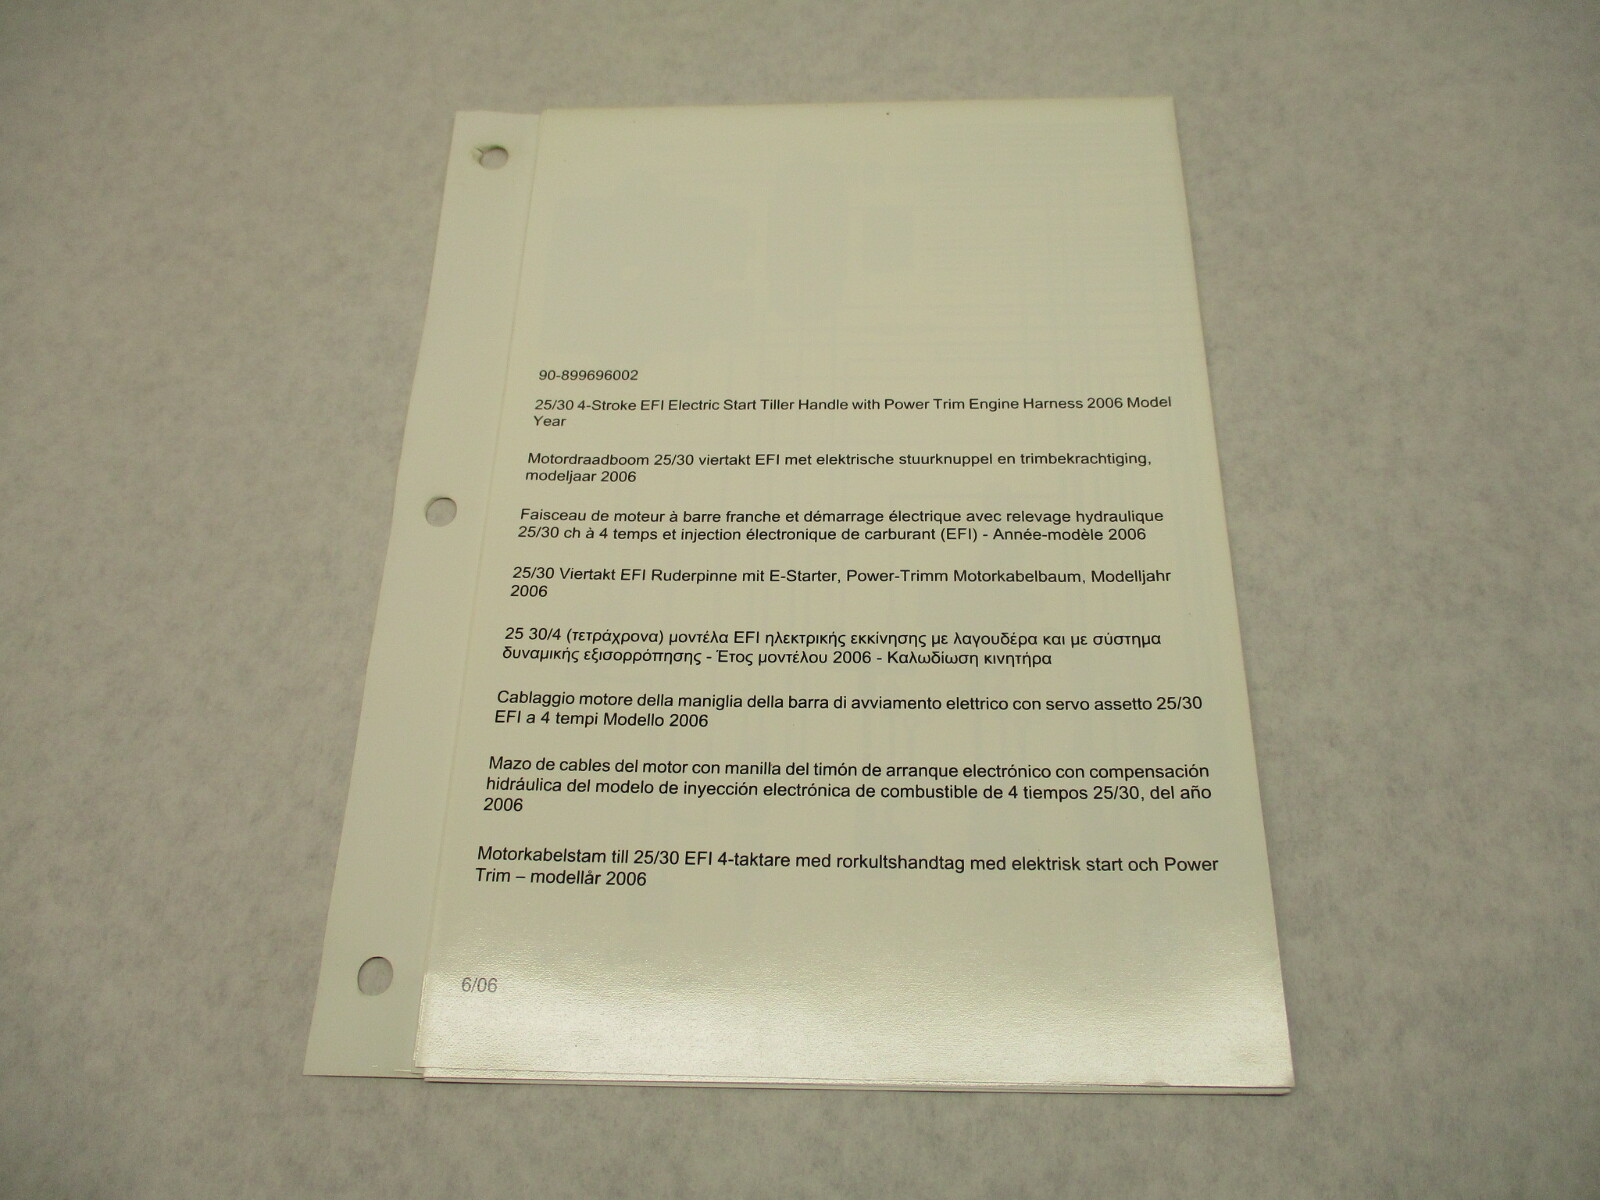 90-899696002
25/30 4-Stroke EFI Electric Start Tiller Handle with Power Trim Engine Harness 2006 Model
Year
Motordraadboom 25/30 viertakt EFI met elektrische stuurknuppel en trimbekrachtiging,
modeljaar 2006
Faisceau de moteur à barre franche et démarrage électrique avec relevage hydraulique
25/30 ch à 4 temps et injection électronique de carburant (EFI) - Année-modèle 2006
25/30 Viertakt EFI Ruderpinne mit E-Starter, Power-Trimm Motorkabelbaum, Modelljahr
2006
25 30/4 (τετράχρονα) μοντέλα EFI ηλεκτρικής εκκίνησης με λαγουδέρα και με σύστημα
δυναμικής εξισορρόπησης - Έτος μοντέλου 2006 - Καλωδίωση κινητήρα
Cablaggio motore della maniglia della barra di avviamento elettrico con servo assetto 25/30
EFI a 4 tempi Modello 2006
Mazo de cables del motor con manilla del timón de arranque electrónico con compensación
hidráulica del modelo de inyección electrónica de combustible de 4 tiempos 25/30, del año
2006
Motorkabelstam till 25/30 EFI 4-taktare med rorkultshandtag med elektrisk start och Power
Trim – modellår 2006
6/06